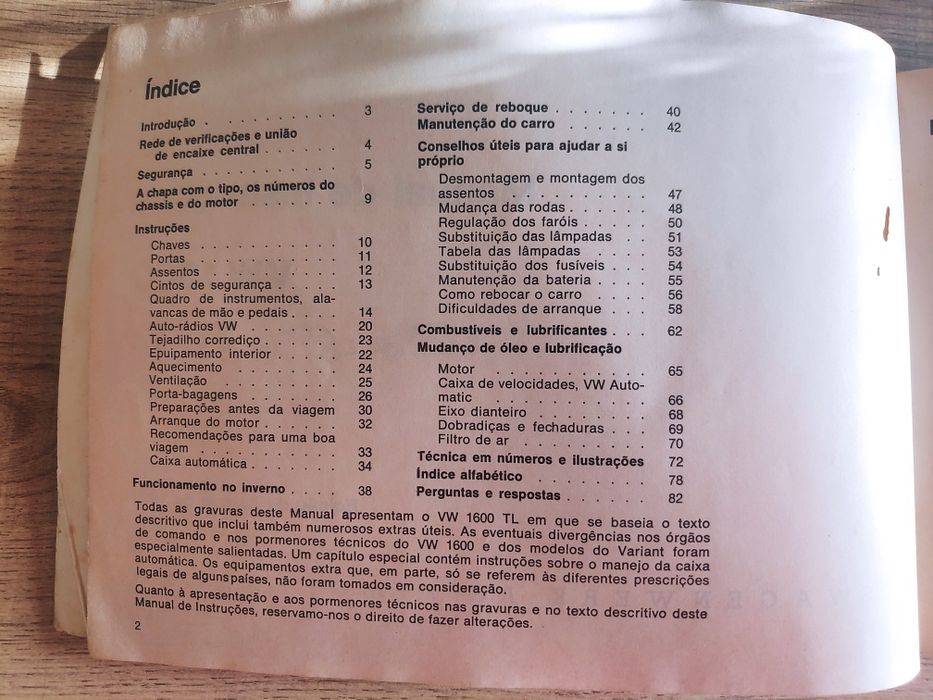 Índice
Introdução . . . . . . . . . . 3
Rede de verificações e união
de encaixe central . . . . . . 4
Segurança . . . . . . . . . . . 5
A chapa com o tipo, os números do
chassis e do motor . . . . . . . 9
Instruções
Chaves . . . . . . . . . . . 10
Portas . . . . . . . . . . . 11
Assentos . . . . . . . . . . 12
Cintos de segurança . . . . . . 13
Quadro de instrumentos, ala-
vancas de mão e pedais . . . . 14
Auto-rádios VW . . . . . . . . 20
Tejadilho corrediço . . . . . . 23
Equipamento interior . . . . . . 22
Aquecimento . . . . . . . . . 24
Ventilação . . . . . . . . . 25
Porta-bagagens . . . . . . . . 26
Preparações antes da viagem 30
Arranque do motor . . . . . . . 32
Recomendações para uma boa
viagem . . . . . . . . . . . 33
Caixa automática . . . . . . . 34
Funcionamento no inverno . . . . 38
Serviço de reboque . . . . . . . 40
Manutenção do carro . . . . . . 42
Conselhos úteis para ajudar a si
próprio
Desmontagem e montagem dos
assentos . . . . . . . . . . 47
Mudança das rodas . . . . . . 48
Regulação dos faróis . . . . . 50
Substituição das lâmpadas . . 51
Tabela das lâmpadas . . . . 53
Substituição dos fusíveis . . . 54
Manutenção da bateria . . . . 55
Como rebocar o carro . . . . 56
Dificuldades de arranque . . . 58
Combustíveis e lubrificantes . . . 62
Mudanço de óleo e lubrificação
Motor . . . . . . . . . . . 65
Caixa de velocidades, VW Auto-
matic . . . . . . . . . . . 66
Eixo dianteiro . . . . . . . . 68
Dobradiças e fechaduras . . . . 69
Filtro de ar . . . . . . . . . 70
Técnica em números e ilustrações 72
Índice alfabético . . . . . . . . 78
Perguntas e respostas . . . . . . 82
Todas as gravuras deste Manual apresentam o VW 1600 TL em que se baseia o texto
descritivo que inclui também numerosos extras úteis. As eventuais divergências nos órgãos
de comando e nos pormenores técnicos do VW 1600 e dos modelos do Variant foram
especialmente salientadas. Um capítulo especial contém instruções sobre o manejo da caixa
automática. Os equipamentos extra que, em parte, só se referem às diferentes prescrições
legais de alguns países, não foram tomados em consideração.
Quanto à apresentação e aos pormenores técnicos nas gravuras e no texto descritivo deste
Manual de Instruções, reservamo-nos o direito de fazer alterações.
2